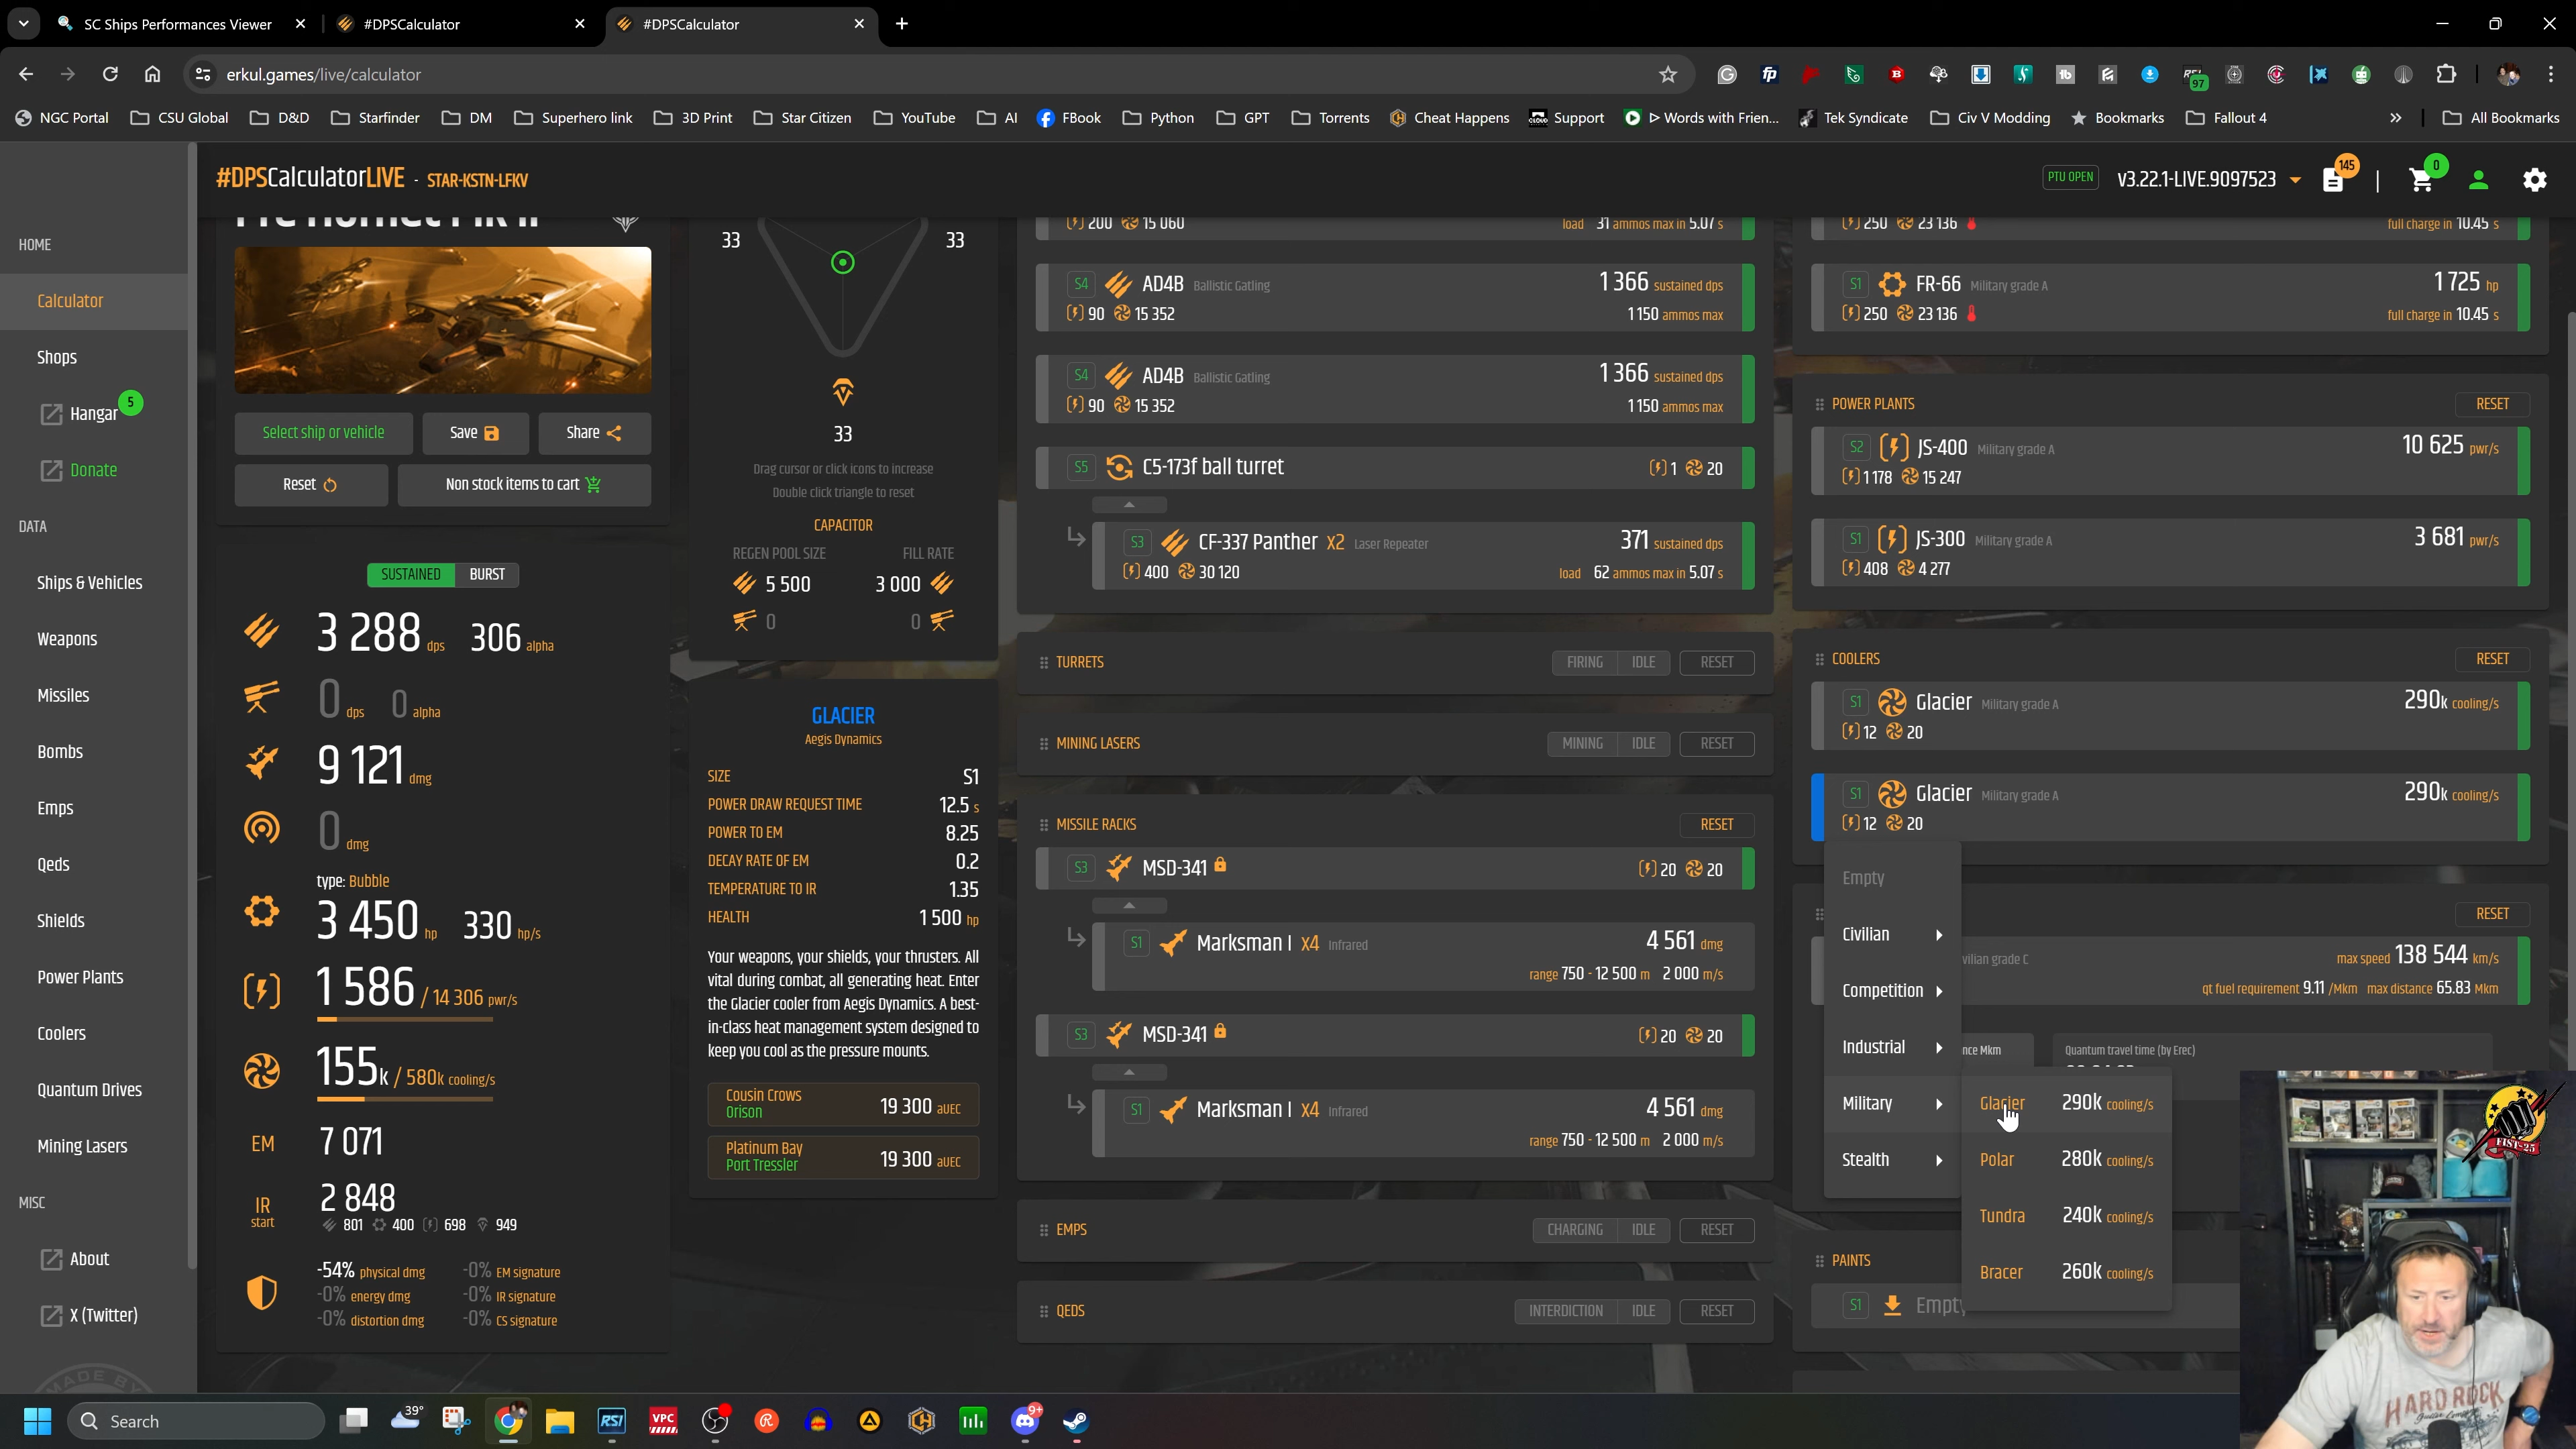 SC Ships Performances Viewer
#DPSCalculator
#DPSCalculator
erkul.games/live/calculator
97
NGC Portal
CSU Global
D&D
Starfinder
DM
Superhero link
3D Print
Star Citizen
YouTube
AI
FBook
Python
GPT
Torrents
Cheat Happens
Support
Words with Frien...
Tek Syndicate
Civ V Modding
Bookmarks
Fallout 4
All Bookmarks
#DPSCalculatorLIVE - STAR-KSTN-LFKV
PTU OPEN
v3.22.1-LIVE.9097523
145
0
HOME
Calculator
Shops
Hangar 5
Donate
DATA
Ships & Vehicles
Weapons
Missiles
Bombs
Emps
Qeds
Shields
Power Plants
Coolers
Quantum Drives
Mining Lasers
MISC
About
X (Twitter)
MADE BY
Select ship or vehicle
Save
Share
Reset
Non stock items to cart
SUSTAINED BURST
3 288 dps 306 alpha
0 dps 0 alpha
9 121 dmg
0 dmg
type: Bubble
3 450 hp 330 hp/s
1 586 / 14 306 pwr/s
155k / 580k cooling/s
EM 7 071
IR start 2 848
801 400 698 949
-54% physical dmg -0% EM signature
-0% energy dmg -0% IR signature
-0% distortion dmg -0% CS signature
33 33
33
Drag cursor or click icons to increase
Double click triangle to reset
CAPACITOR
REGEN POOL SIZE FILL RATE
5 500 3 000
0 0
GLACIER
Aegis Dynamics
SIZE S1
POWER DRAW REQUEST TIME 12.5 s
POWER TO EM 8.25
DECAY RATE OF EM 0.2
TEMPERATURE TO IR 1.35
HEALTH 1 500 hp
Your weapons, your shields, your thrusters. All
vital during combat, all generating heat. Enter
the Glacier cooler from Aegis Dynamics. A best-
in-class heat management system designed to
keep you cool as the pressure mounts.
Cousin Crows
Orison
19 300 aUEC
Platinum Bay
Port Tressler
19 300 aUEC
200 15 060 load 31 ammos max in 5.07 s
S4 AD4B Ballistic Gatling 1 366 sustained dps
90 15 352 1 150 ammos max
S4 AD4B Ballistic Gatling 1 366 sustained dps
90 15 352 1 150 ammos max
S5 C5-173f ball turret 1 20
S3 CF-337 Panther x2 Laser Repeater 371 sustained dps
400 30 120 load 62 ammos max in 5.07 s
TURRETS FIRING IDLE RESET
MINING LASERS MINING IDLE RESET
MISSILE RACKS RESET
S3 MSD-341 20 20
S1 Marksman I x4 Infrared 4 561 dmg
range 750 - 12 500 m 2 000 m/s
S3 MSD-341 20 20
S1 Marksman I x4 Infrared 4 561 dmg
range 750 - 12 500 m 2 000 m/s
EMPS CHARGING IDLE RESET
QEDS INTERDICTION IDLE RESET
250 23 136 full charge in 10.45 s
S1 FR-66 Military grade A 1 725 hp
250 23 136 full charge in 10.45 s
POWER PLANTS RESET
S2 JS-400 Military grade A 10 625 pwr/s
1 178 15 247
S1 JS-300 Military grade A 3 681 pwr/s
408 4 277
COOLERS RESET
S1 Glacier Military grade A 290k cooling/s
12 20
S1 Glacier Military grade A 290k cooling/s
12 20
Empty
Civilian
Competition
Industrial
Military
Stealth
RESET
vilian grade C max speed 138 544 km/s
qt fuel requirement 9.11 /Mkm max distance 65.83 Mkm
nce Mkm Quantum travel time (by Erec)
Glacier 290k cooling/s
Polar 280k cooling/s
Tundra 240k cooling/s
Bracer 260k cooling/s
PAINTS
S1 Empty
FIST-25
HARD ROCK
Search
39°
RSI
VPC
9+